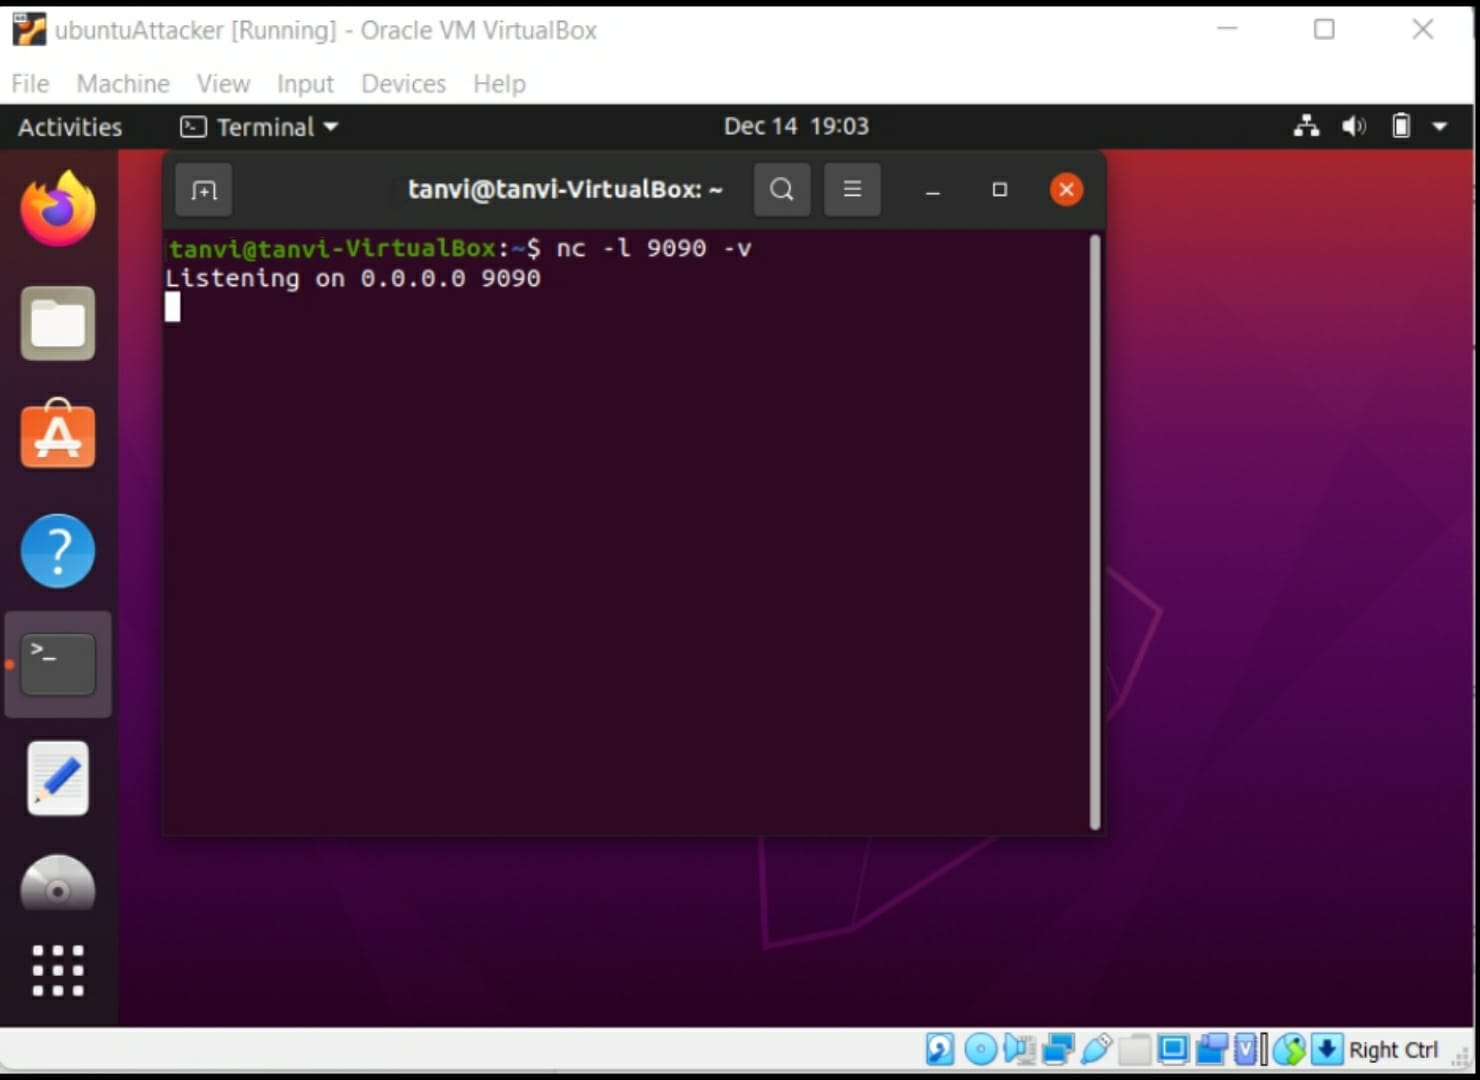 ubuntuAttacker [Running] - Oracle VM VirtualBox
File Machine View Input Devices Help
Activities Terminal Dec 14 19:03
tanvi@tanvi-VirtualBox: ~
tanvi@tanvi-VirtualBox:~$ nc -l 9090 -v
Listening on 0.0.0.0 9090
Right Ctrl